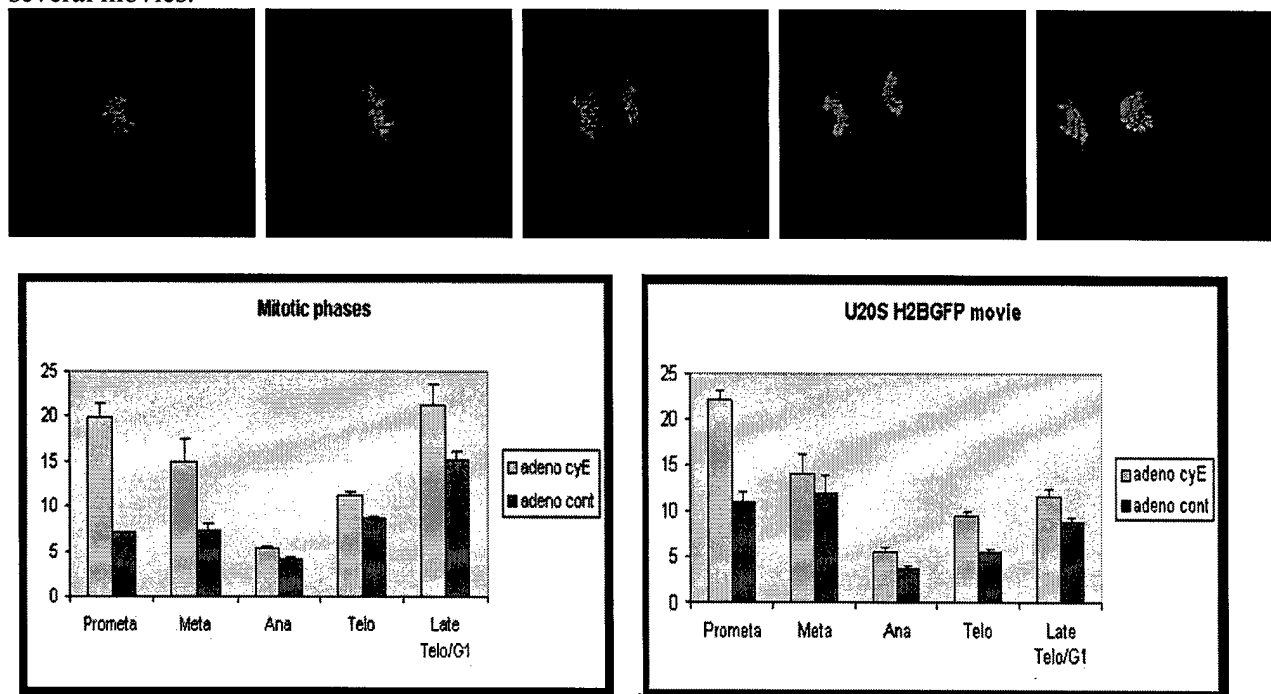 several movies.
Mitotic phases
25
20
15
10
5
0
Prometa Meta Ana Telo Late
Telo/G1
adeno cyE
adeno cont
U20S H2BGFP movie
25
20
15
10
5
0
Prometa Meta Ana Telo Late
Telo/G1
adeno cyE
adeno cont